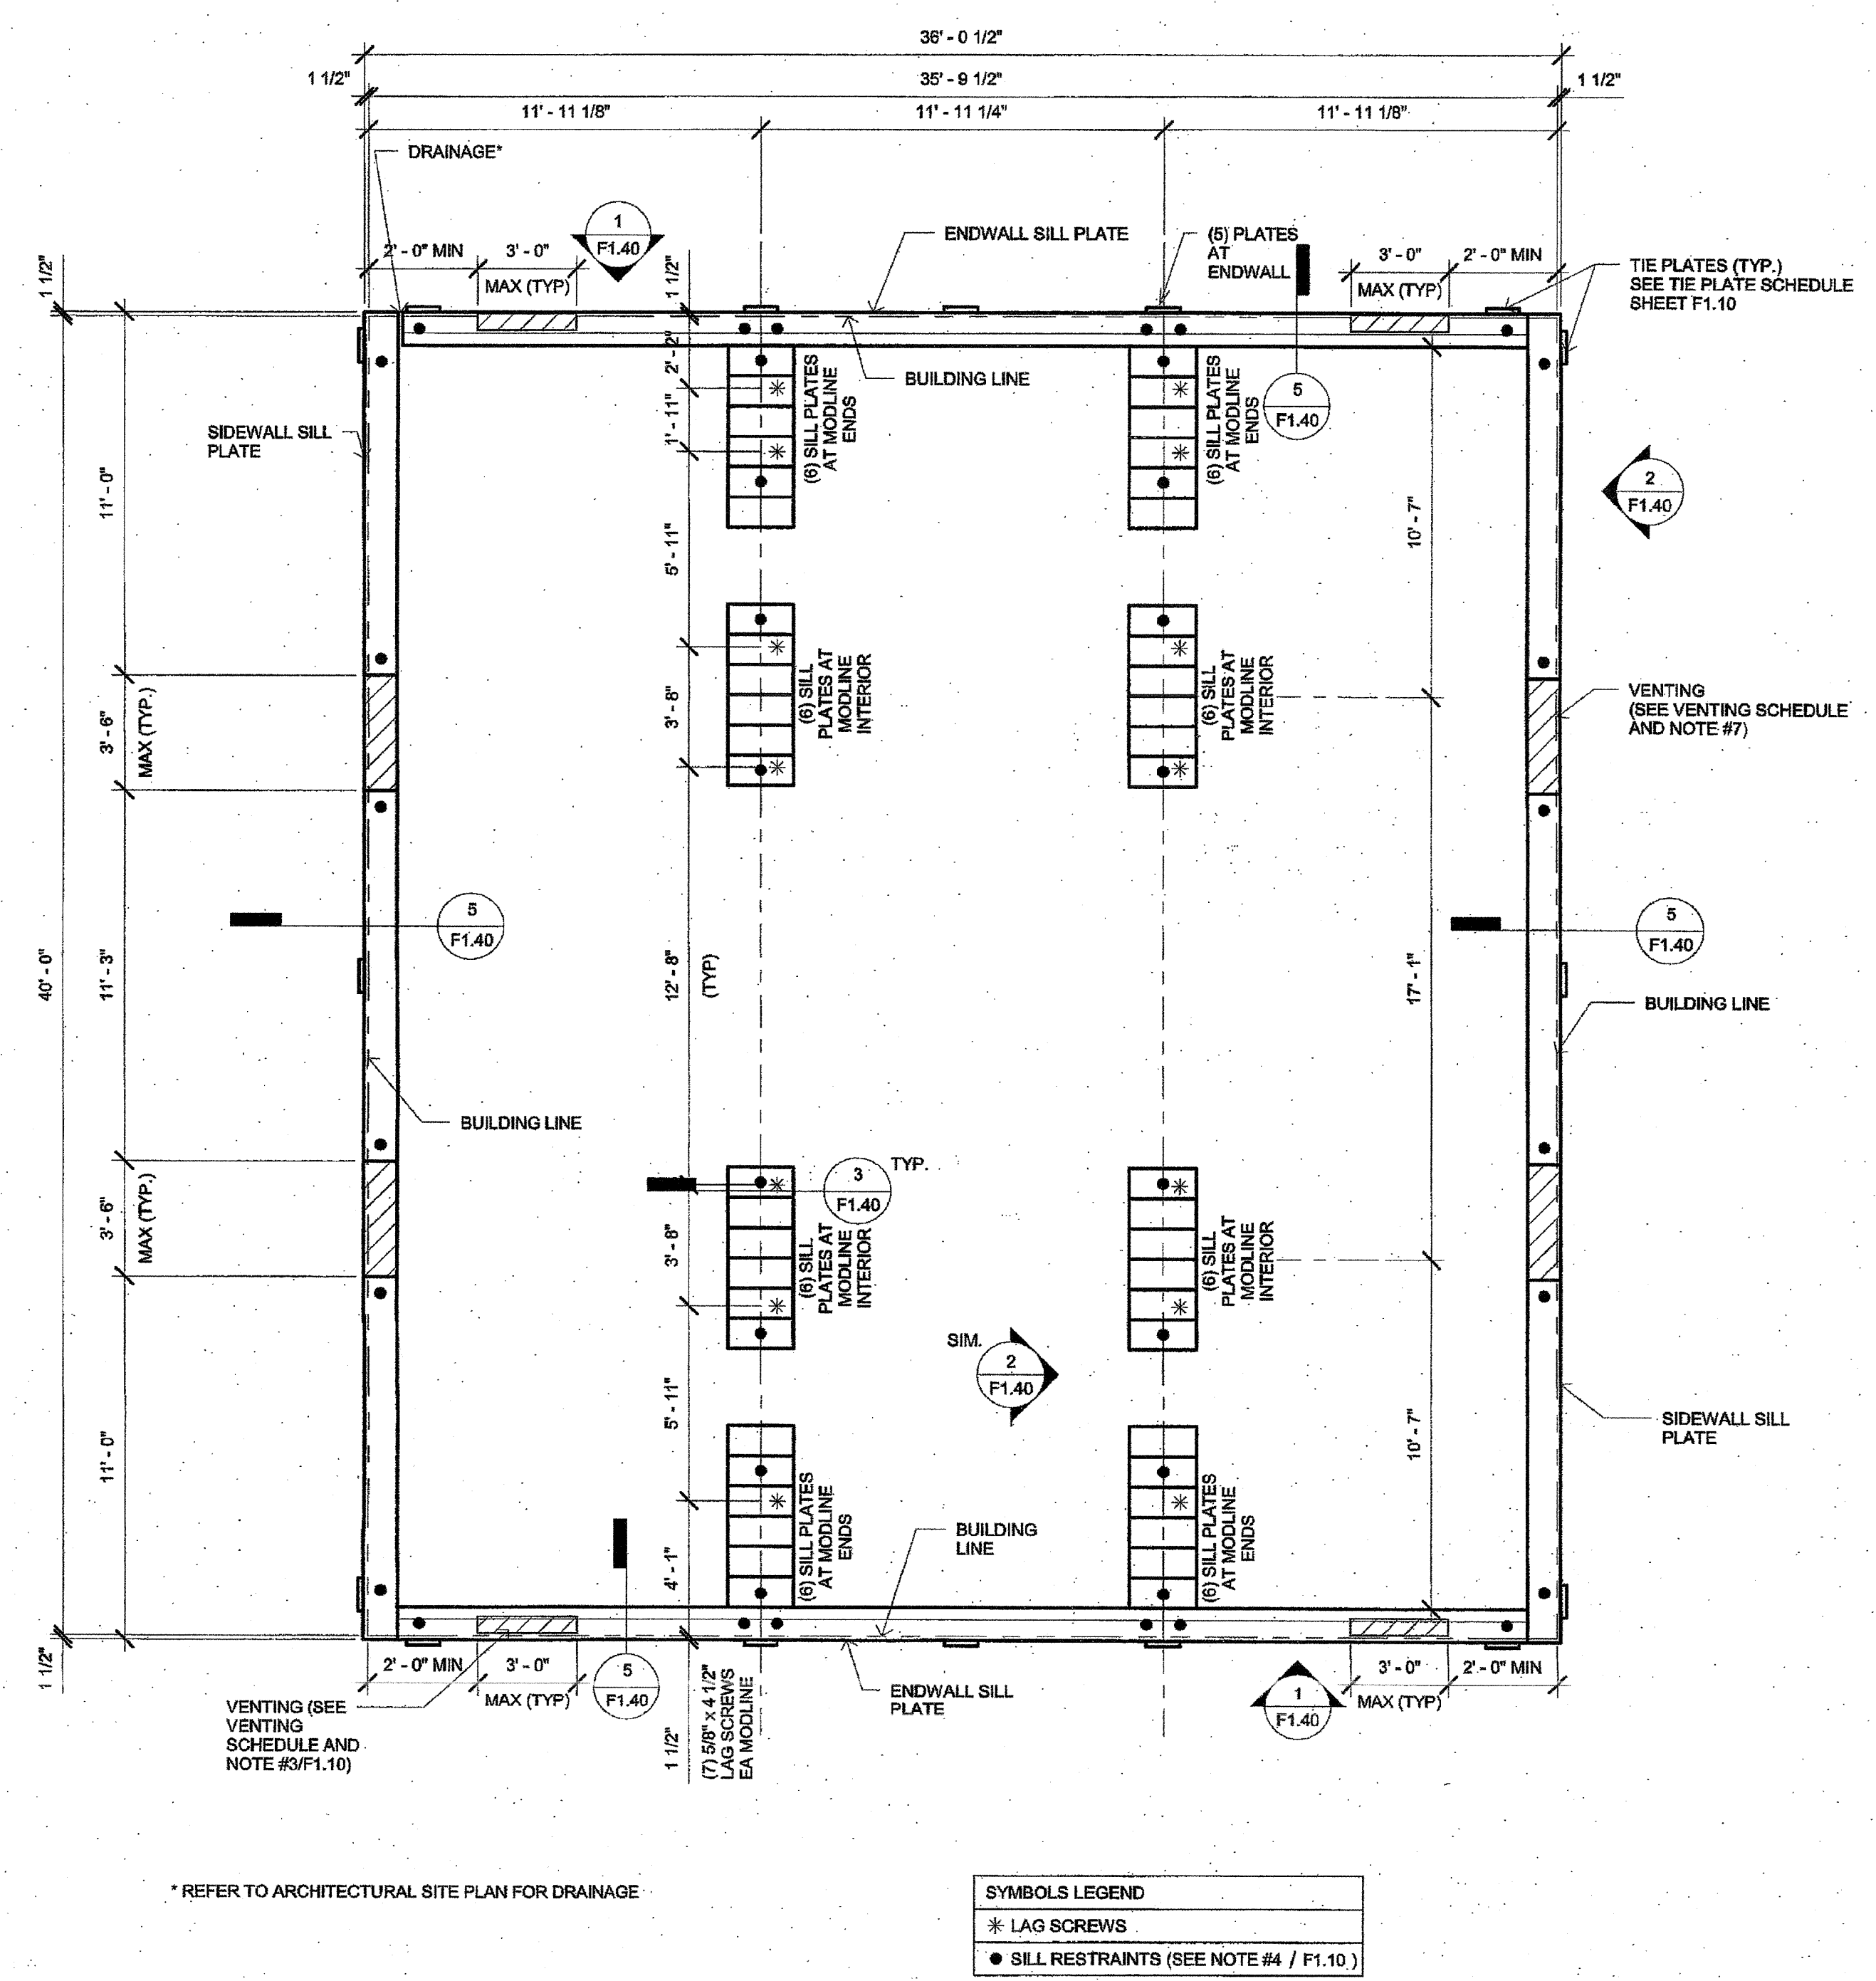 36' - 0 1/2"
1 1/2"
35' - 9 1/2"
1 1/2"
11' - 11 1/8"
11' - 11 1/4"
11' - 11 1/8"
DRAINAGE*
1
F1.40
ENDWALL SILL PLATE
(5) PLATES
AT
ENDWALL
2' - 0" MIN
3' - 0"
MAX (TYP)
3' - 0"
MAX (TYP)
2' - 0" MIN
TIE PLATES (TYP.)
SEE TIE PLATE SCHEDULE
SHEET F1.10
1 1/2"
1 1/2"
2' - 2"
1' - 11"
BUILDING LINE
(6) SILL PLATES
AT MODLINE
ENDS
(6) SILL PLATES
AT MODLINE
ENDS
5
F1.40
SIDEWALL SILL
PLATE
11' - 0"
5' - 11"
10' - 7"
2
F1.40
3' - 6"
MAX (TYP.)
3' - 8"
(6) SILL
PLATES AT
MODLINE
INTERIOR
(6) SILL
PLATES AT
MODLINE
INTERIOR
VENTING
(SEE VENTING SCHEDULE
AND NOTE #7)
5
F1.40
5
F1.40
40' - 0"
11' - 3"
12' - 8"
(TYP)
17' - 1"
BUILDING LINE
BUILDING LINE
3
F1.40
TYP.
3' - 6"
MAX (TYP.)
3' - 8"
(6) SILL
PLATES AT
MODLINE
INTERIOR
(6) SILL
PLATES AT
MODLINE
INTERIOR
SIM.
2
F1.40
5' - 11"
11' - 0"
10' - 7"
SIDEWALL SILL
PLATE
4' - 1"
(6) SILL PLATES
AT MODLINE
ENDS
BUILDING
LINE
(6) SILL PLATES
AT MODLINE
ENDS
1 1/2"
2' - 0" MIN
3' - 0"
MAX (TYP)
5
F1.40
1 1/2"
(7) 5/8" x 4 1/2"
LAG SCREWS
EA MODLINE
ENDWALL SILL
PLATE
1
F1.40
3' - 0"
MAX (TYP)
2' - 0" MIN
VENTING (SEE
VENTING
SCHEDULE AND
NOTE #3/F1.10)
* REFER TO ARCHITECTURAL SITE PLAN FOR DRAINAGE
SYMBOLS LEGEND
LAG SCREWS
SILL RESTRAINTS (SEE NOTE #4 / F1.10 )